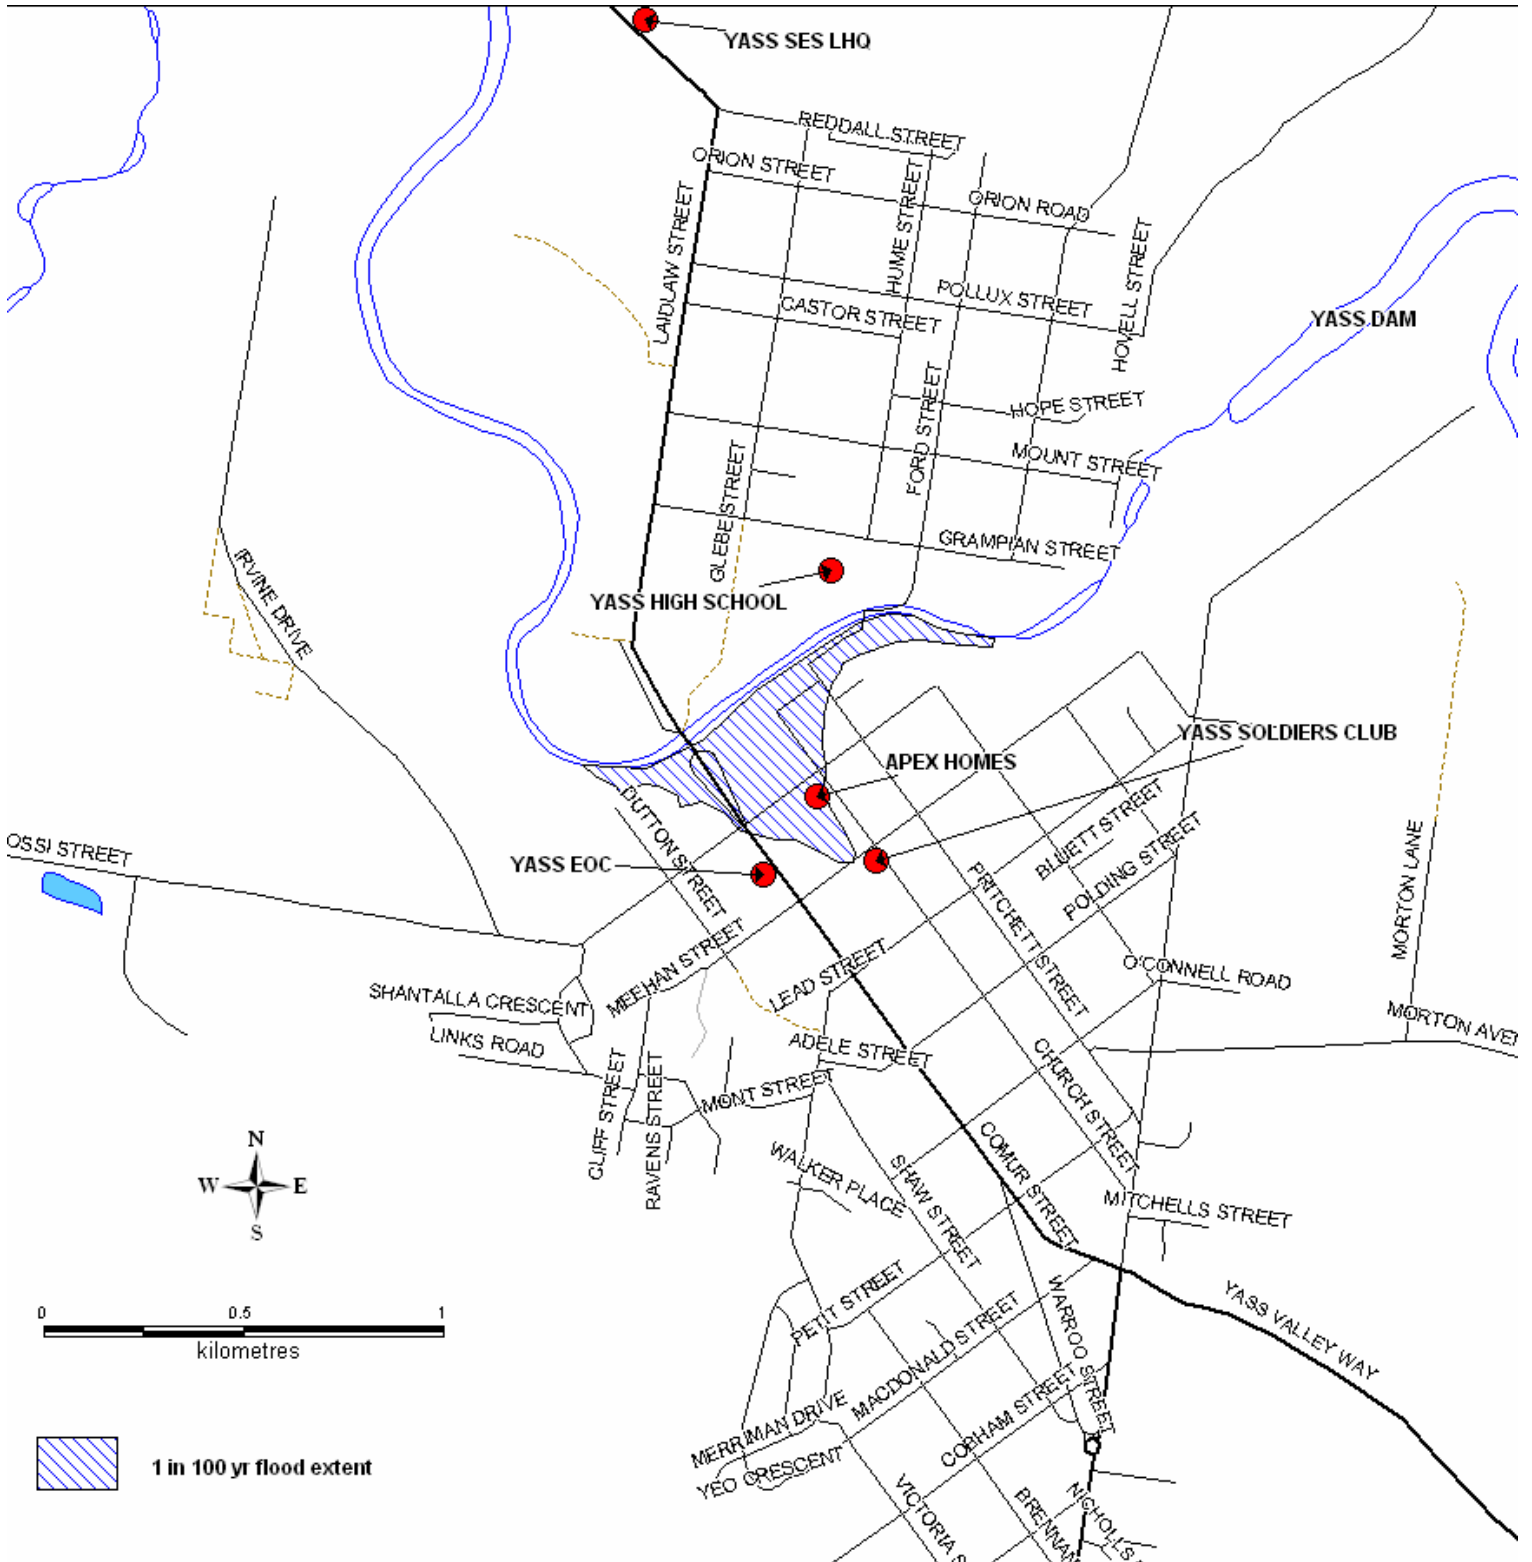 YASS SES LHQ
REDDALL STREET
ORION STREET
ORION ROAD
LAIDLAW STREET
HUME STREET
HOVELL STREET
POLLUX STREET
CASTOR STREET
YASS DAM
HOPE STREET
FORD STREET
MOUNT STREET
GLEBE STREET
GRAMPIAN STREET
IRVINE DRIVE
YASS HIGH SCHOOL
YASS SOLDIERS CLUB
APEX HOMES
DUTTON STREET
BLUETT STREET
POLDING STREET
OSSI STREET
YASS EOC
PRITCHETT STREET
MORTON LANE
MEEHAN STREET
LEAD STREET
O'CONNELL ROAD
SHANTALLA CRESCENT
LINKS ROAD
ADELE STREET
MORTON AVE
CHURCH STREET
CLIFF STREET
RAVENS STREET
MONT STREET
COMUR STREET
WALKER PLACE
SHAW STREET
MITCHELLS STREET
N
W E
S
PETIT STREET
WARROO STREET
YASS VALLEY WAY
0 0.5 1
kilometres
MACDONALD STREET
COBHAM STREET
MERRIMAN DRIVE
YEO CRESCENT
VICTORIA S
BRENNAN
NICHOLLS
1 in 100 yr flood extent